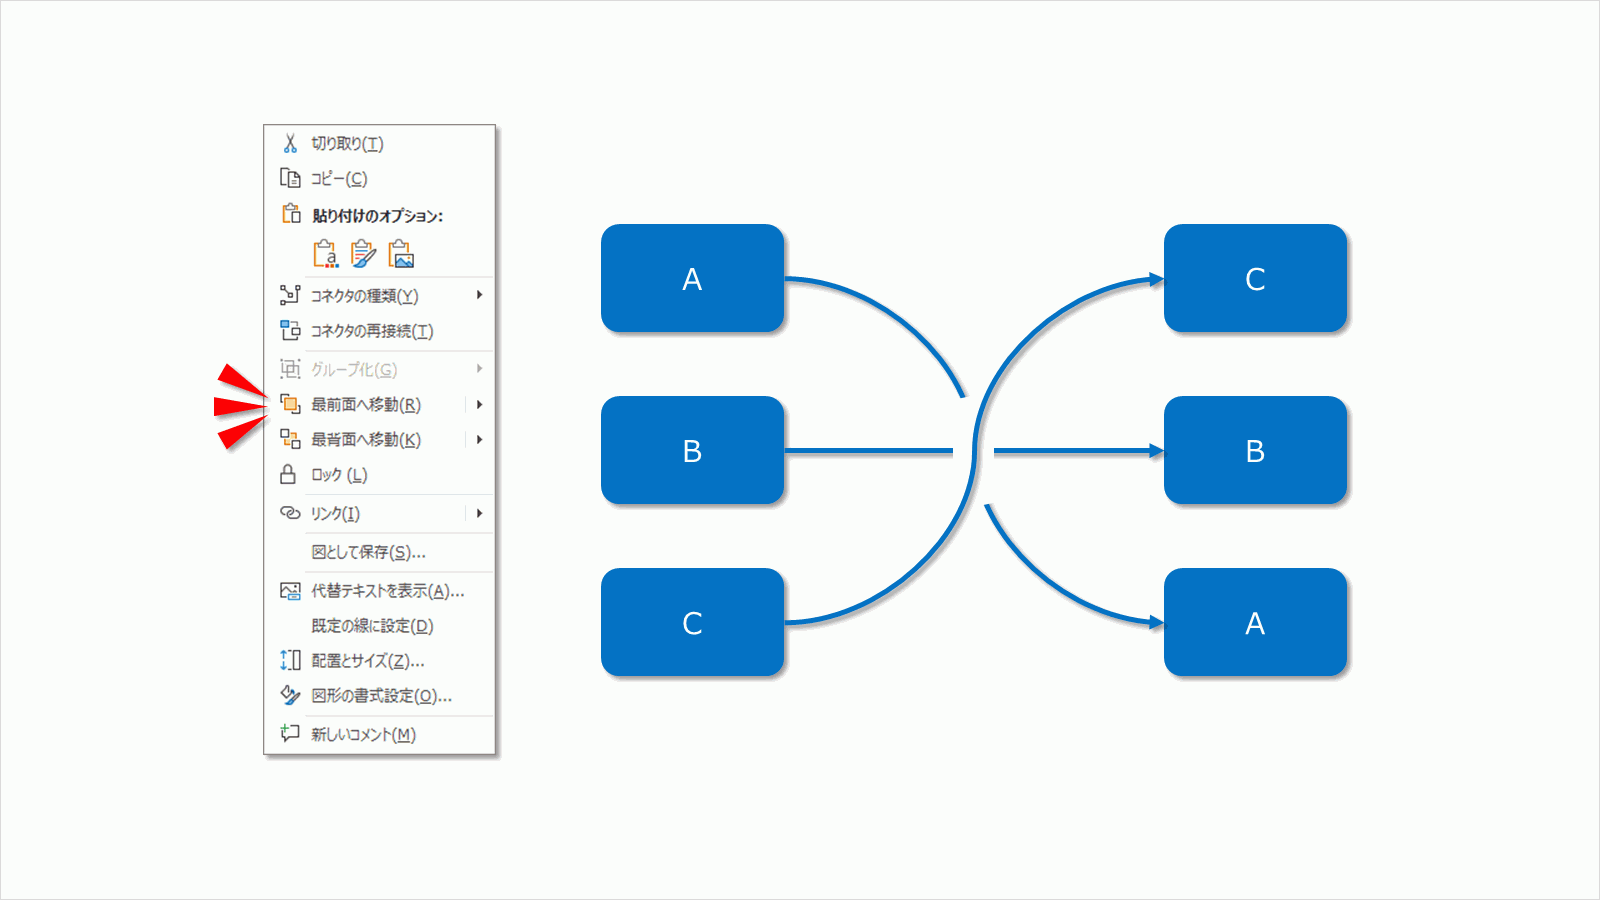 切り取り(T)
コピー(C)
貼り付けのオプション:
コネクタの種類(Y)
コネクタの再接続(T)
グループ化(G)
最前面へ移動(R)
最背面へ移動(K)
ロック (L)
リンク(I)
図として保存(S)...
代替テキストを表示(A)...
既定の線に設定(D)
配置とサイズ(Z)...
図形の書式設定(O)...
新しいコメント(M)
A
C
B
B
C
A